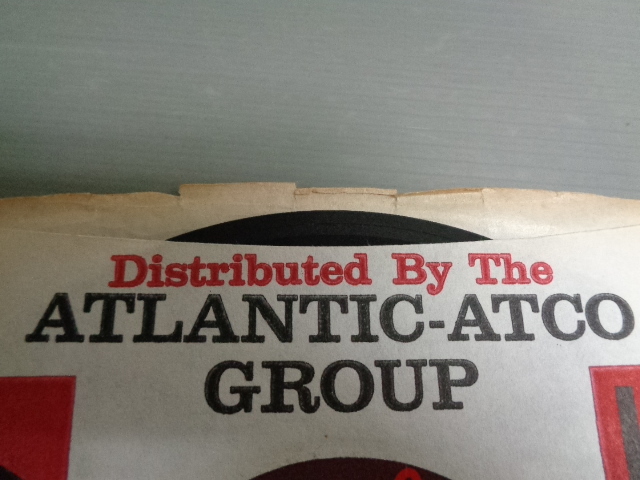 Distributed By The
ATLANTIC-ATCO
GROUP